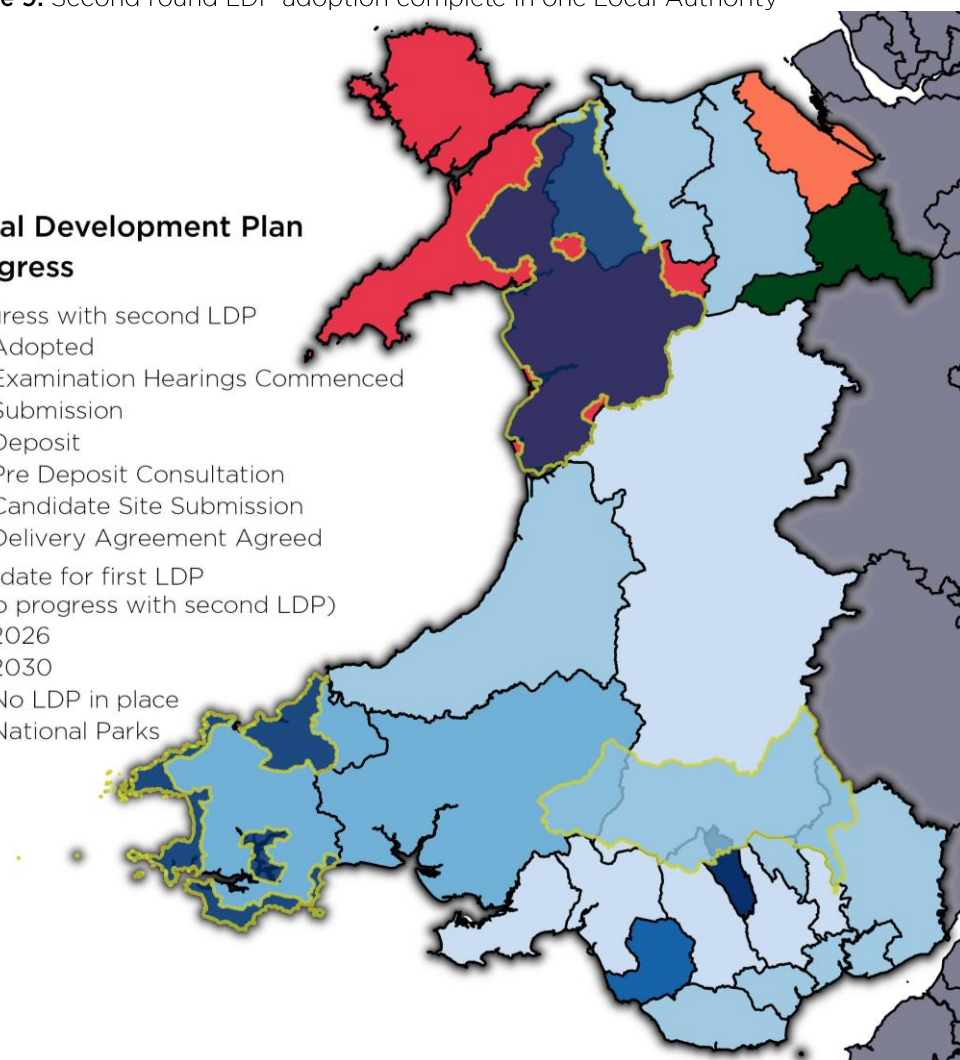 Second round LDP adoption complete in one Local Authority
al Development Plan
gress
ress with second LDP
Adopted
Examination Hearings Commenced
Submission
Deposit
Pre Deposit Consultation
Candidate Site Submission
Delivery Agreement Agreed
date for first LDP
o progress with second LDP)
2026
2030
No LDP in place
National Parks